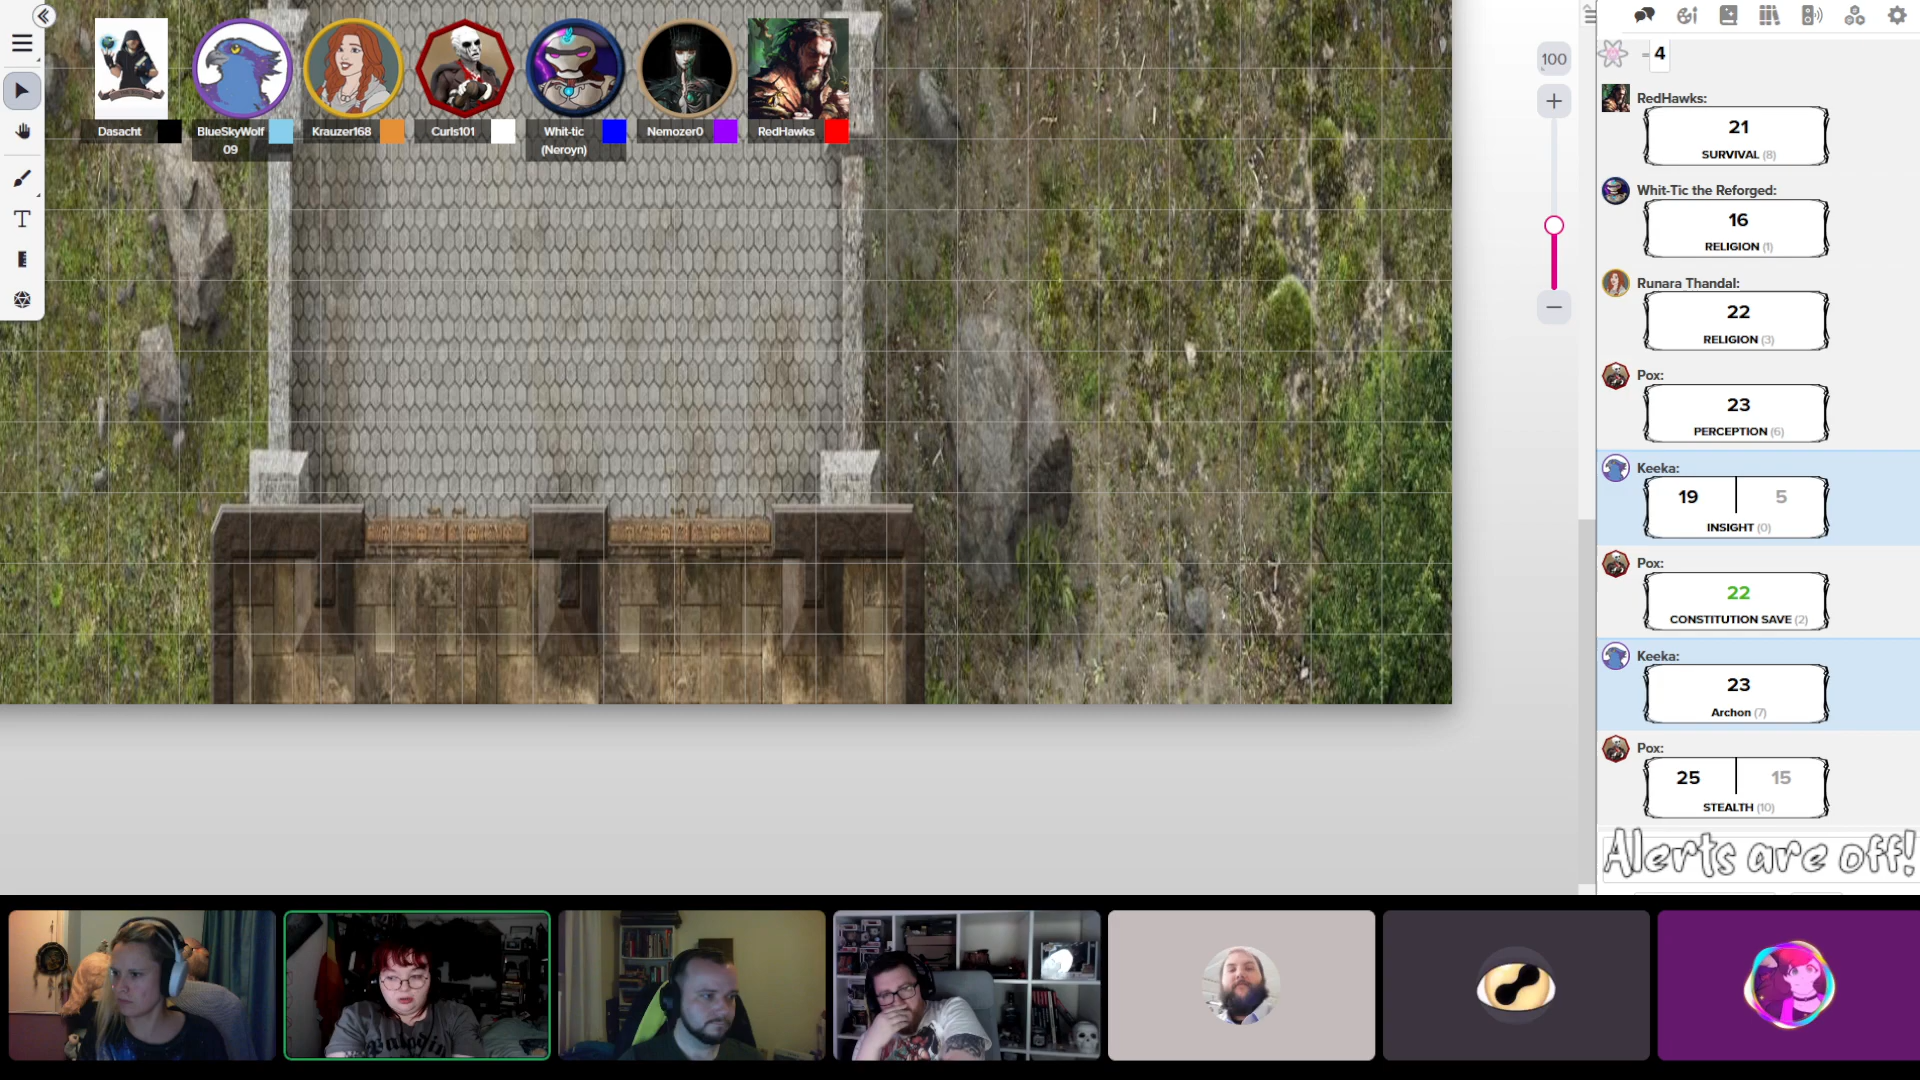 Dasacht
BlueSkyWolf
09
Krauzer168
Curls101
Whit-tic
(Neroyn)
Nemozer0
RedHawks
100
= 4
RedHawks:
21
SURVIVAL (8)
Whit-Tic the Reforged:
16
RELIGION (1)
Runara Thandal:
22
RELIGION (3)
Pox:
23
PERCEPTION (6)
Keeka:
19 5
INSIGHT (0)
Pox:
22
CONSTITUTION SAVE (2)
Keeka:
23
Archon (7)
Pox:
25 15
STEALTH (10)
Alerts are off!